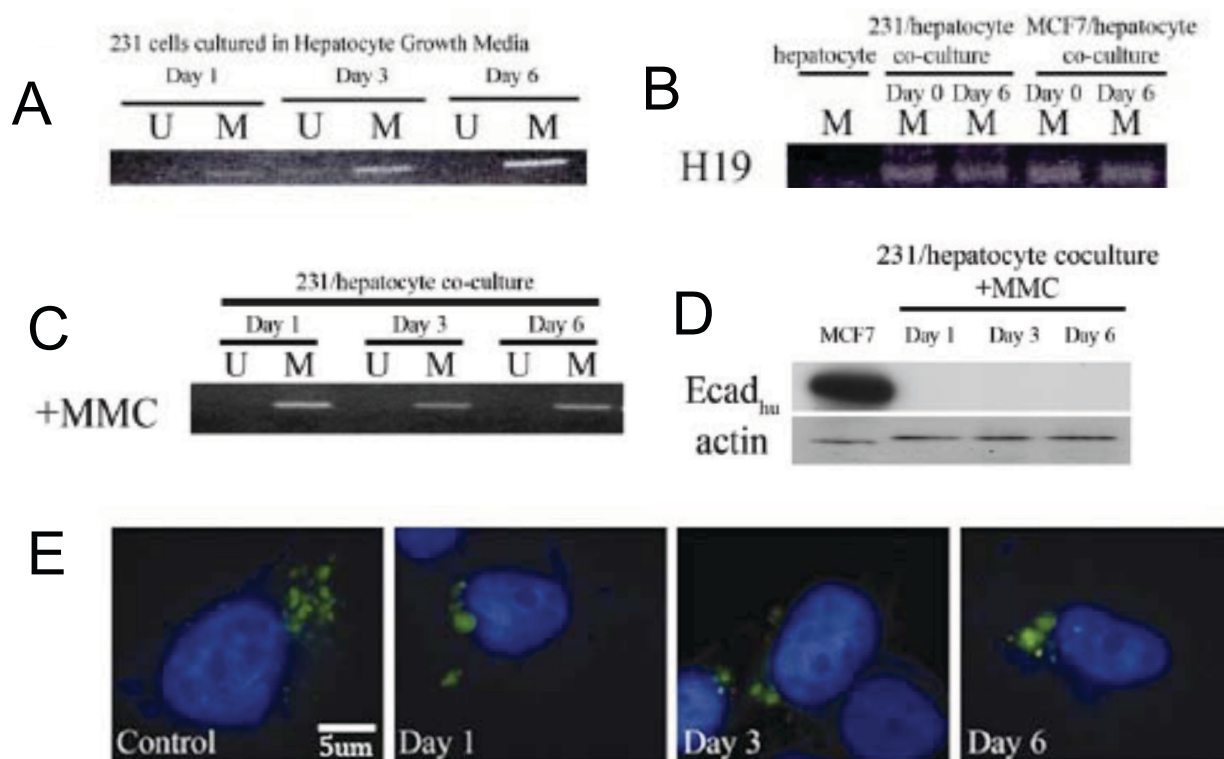 A
231 cells cultured in Hepatocyte Growth Media
Day 1 Day 3 Day 6
U M U M U M
B
231/hepatocyte MCF7/hepatocyte
hepatocyte co-culture co-culture
Day 0 Day 6 Day 0 Day 6
M M M M M
H19
C
231/hepatocyte co-culture
Day 1 Day 3 Day 6
U M U M U M
+MMC
D
231/hepatocyte coculture
+MMC
MCF7 Day 1 Day 3 Day 6
Ecadhu
actin
E
Control 5um Day 1 Day 3 Day 6